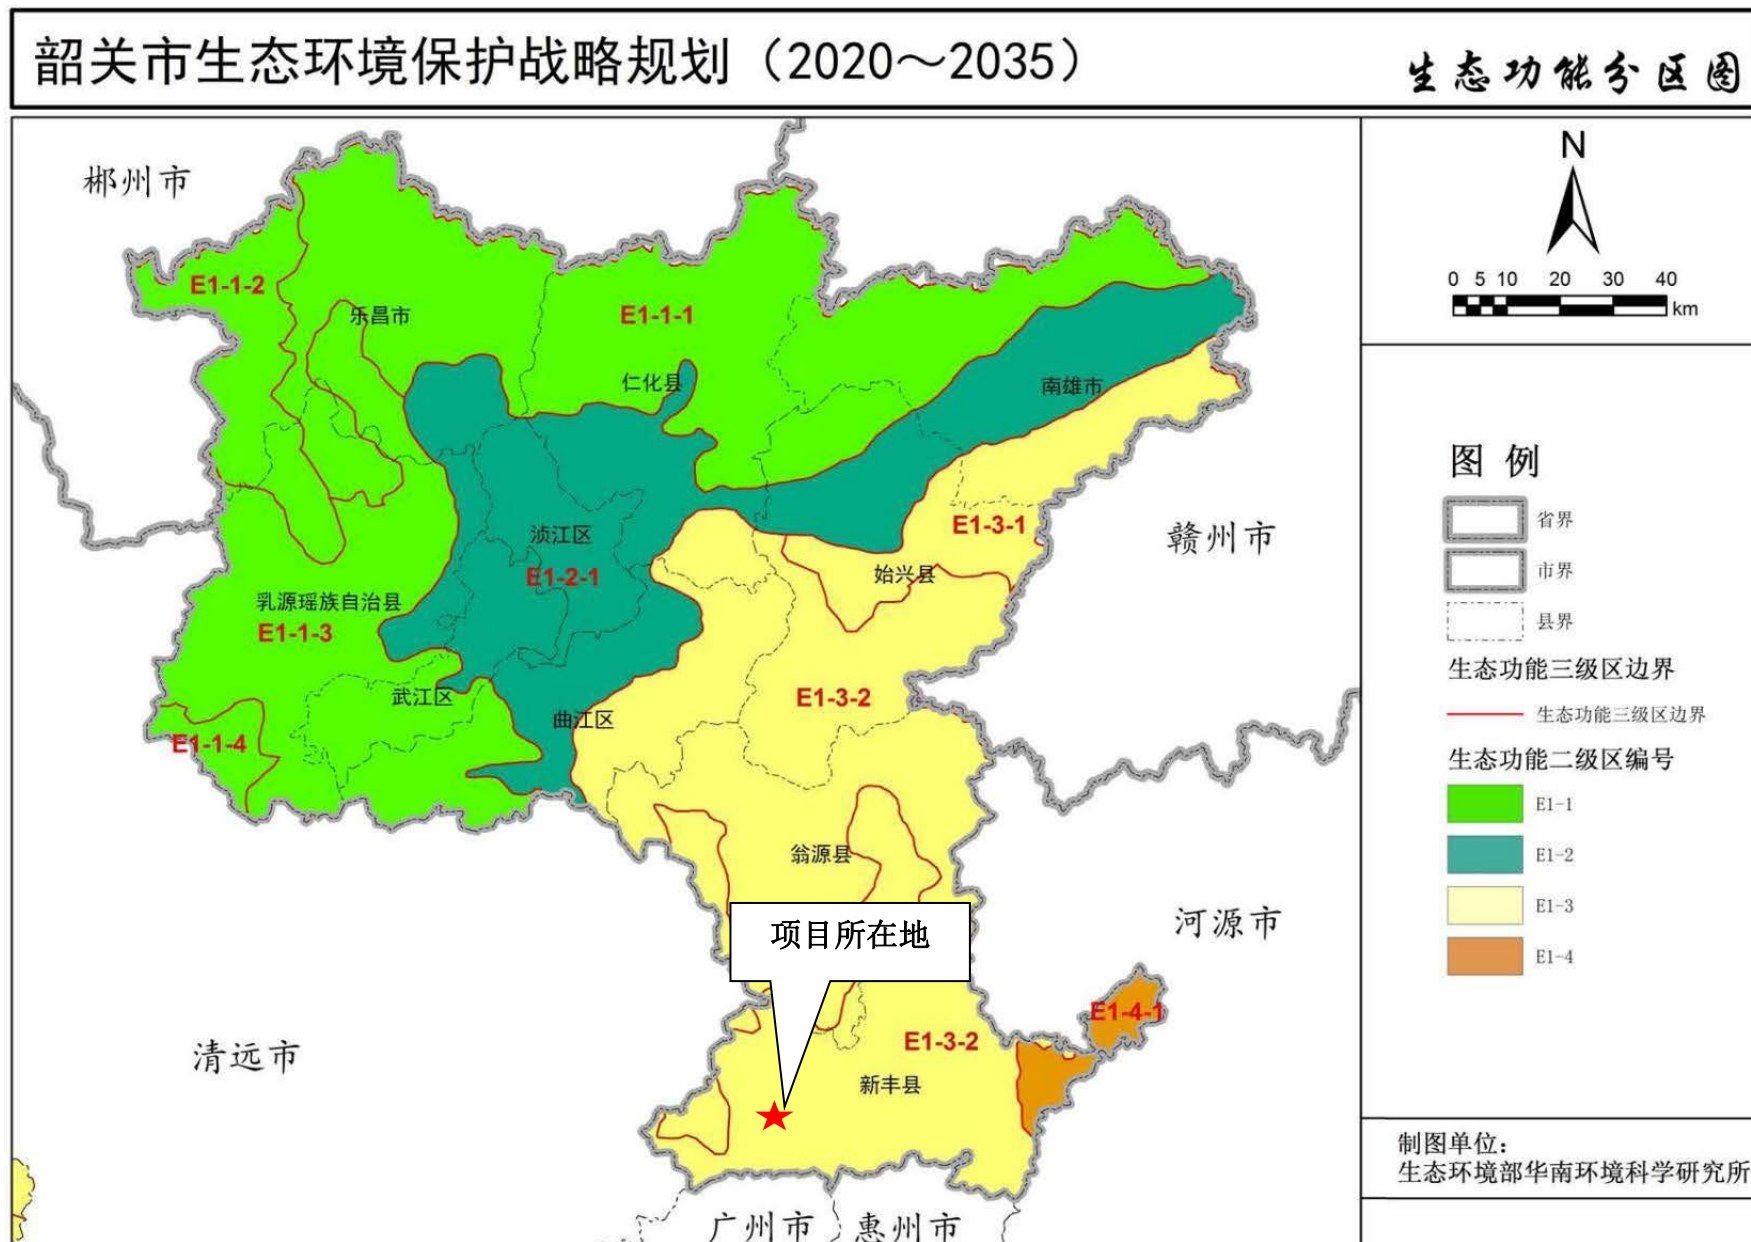 韶关市生态环境保护战略规划（2020～2035）
生态功能分区图
郴州市
N
E1-1-2
0 5 10 20 30 40
km
乐昌市
E1-1-1
仁化县
南雄市
图 例
省界
浈江区
E1-3-1
赣州市
市界
E1-2-1
始兴县
乳源瑶族自治县
县界
E1-1-3
生态功能三级区边界
武江区
E1-3-2
曲江区
生态功能三级区边界
E1-1-4
生态功能二级区编号
E1-1
翁源县
E1-2
E1-3
项目所在地
河源市
E1-4
E1-4-1
清远市
E1-3-2
新丰县
制图单位：
生态环境部华南环境科学研究所
广州市
惠州市